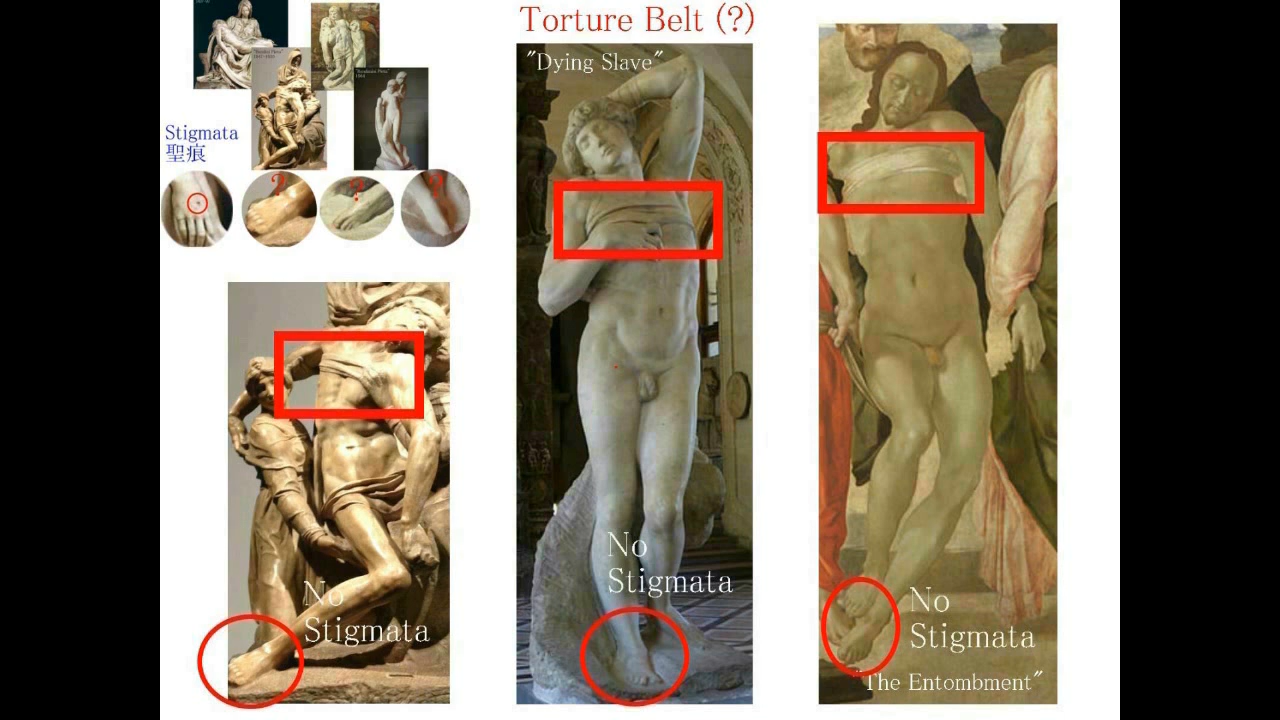 Torture Belt (?)
"Dying Slave"
Stigmata
聖痕
?
?
?
No
Stigmata
No
Stigmata
No
Stigmata
"The Entombment"